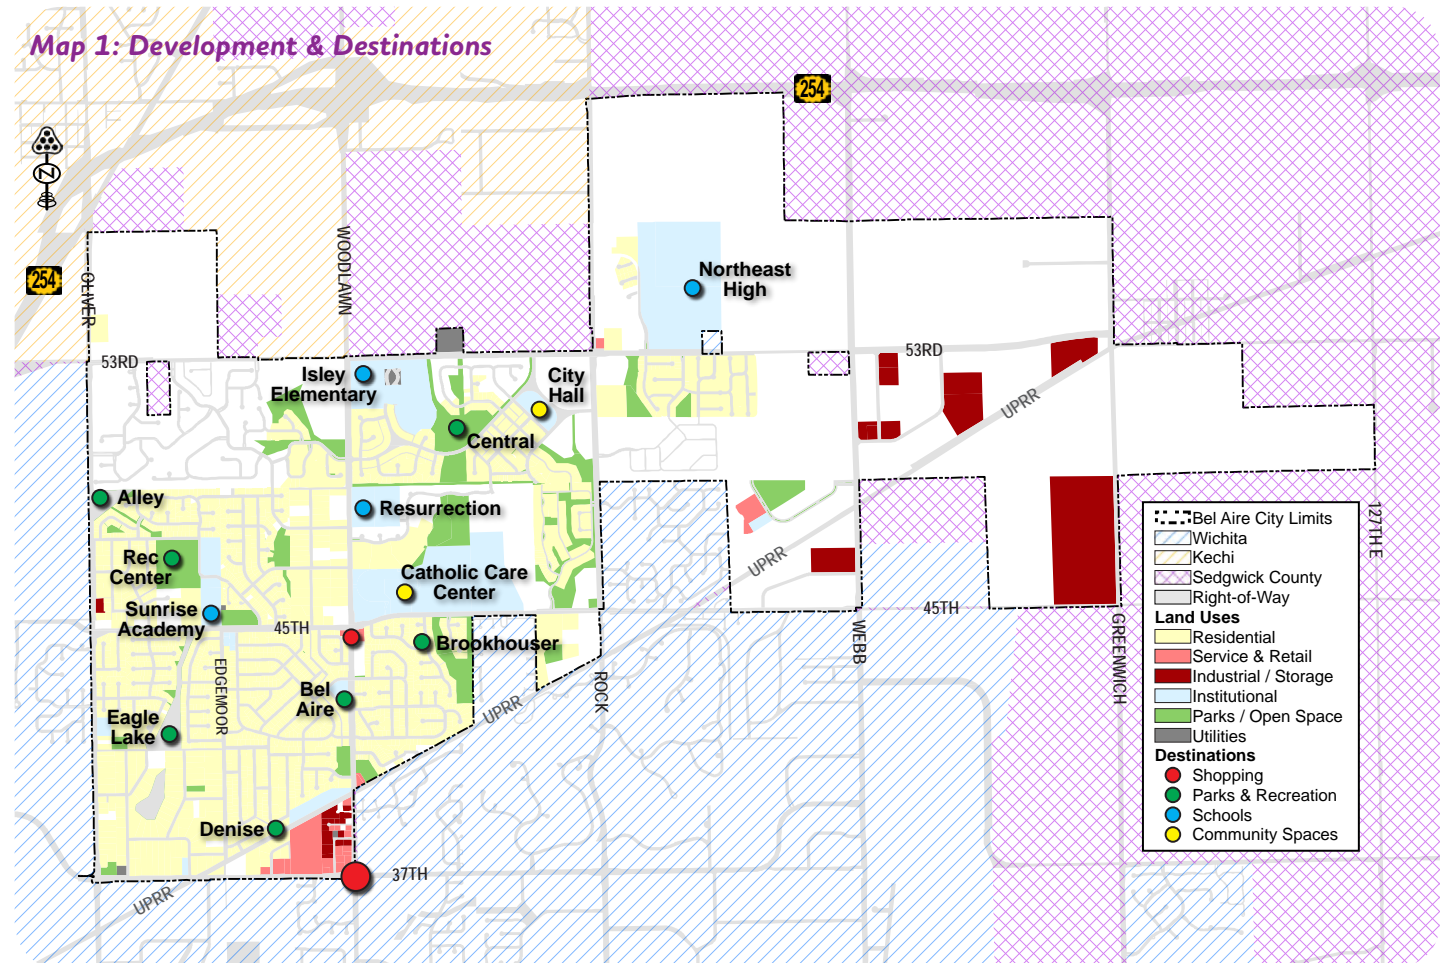 Map 1: Development & Destinations
254
254
N
OLIVER
WOODLAWN
53RD
Isley
Elementary
City
Hall
Central
Northeast
High
53RD
UPRR
Alley
Resurrection
Rec
Center
Catholic Care
Center
Sunrise
Academy
45TH
Brookhouser
EDGEMOOR
Bel
Aire
Eagle
Lake
UPRR
ROCK
UPRR
WEBB
45TH
GREENWICH
127TH E
Denise
37TH
UPRR
Bel Aire City Limits
Wichita
Kechi
Sedgwick County
Right-of-Way
Land Uses
Residential
Service & Retail
Industrial / Storage
Institutional
Parks / Open Space
Utilities
Destinations
Shopping
Parks & Recreation
Schools
Community Spaces